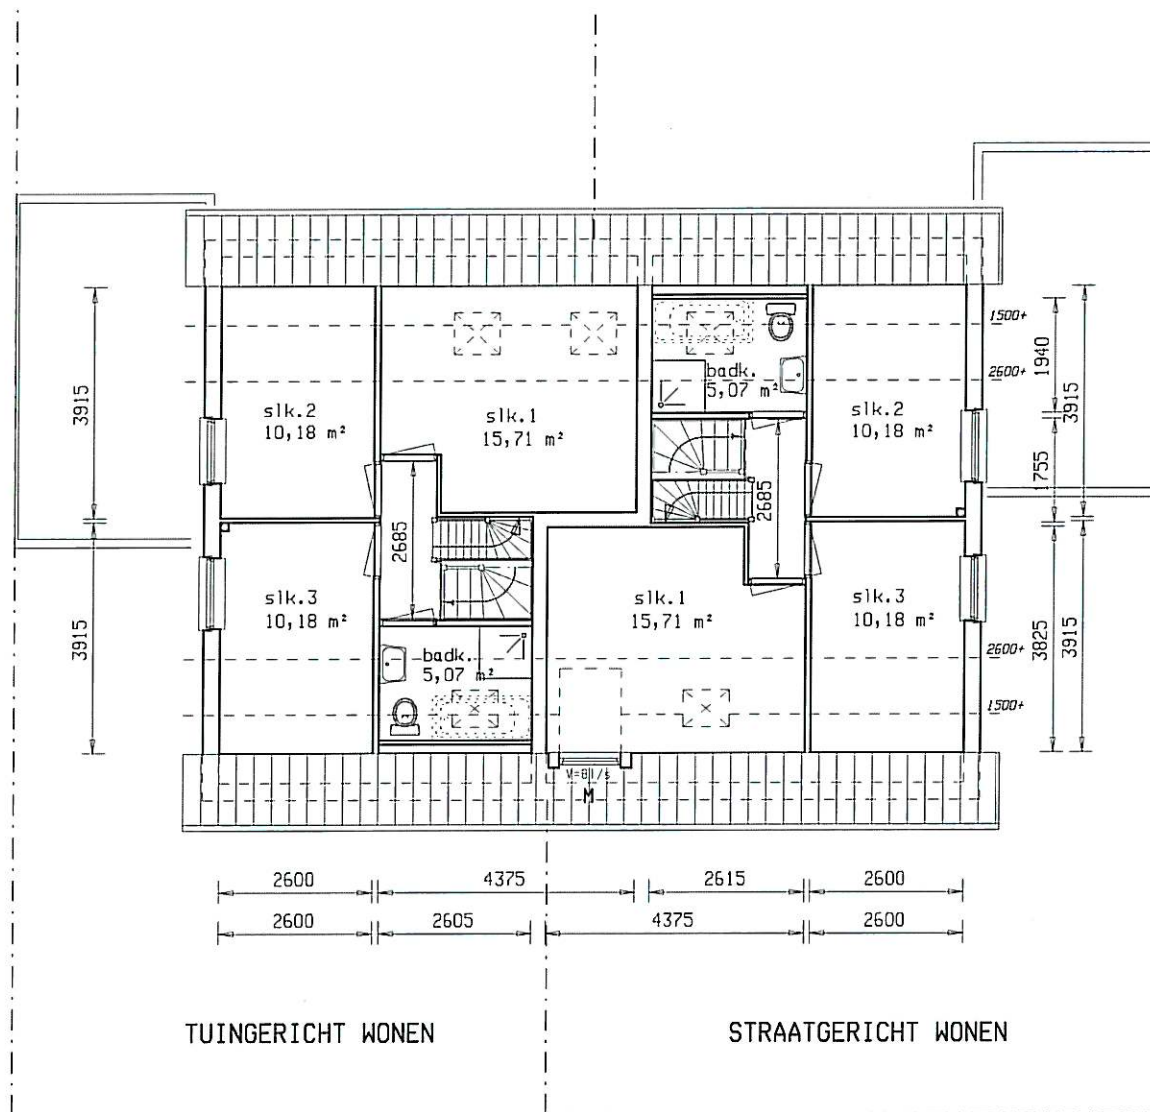 1500+
2600+
1940
3915
1755
3915
slk.2
10,18 m²
slk.1
15,71 m²
badk.
5,07 m²
slk.2
10,18 m²
2685
2685
slk.3
10,18 m²
slk.1
15,71 m²
slk.3
10,18 m²
badk.
5,07 m²
3915
2600+
1500+
3825
3915
V=8l/s
M
2600
4375
2615
2600
2600
2605
4375
2600
TUINGERICHT WONEN
STRAATGERICHT WONEN